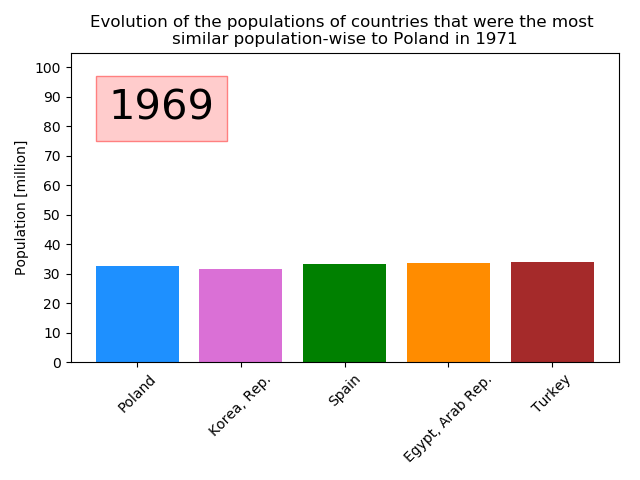 Evolution of the populations of countries that were the most
similar population-wise to Poland in 1971
1969
Population [million]
100
90
80
70
60
50
40
30
20
10
0
Poland
Korea, Rep.
Spain
Egypt, Arab Rep.
Turkey